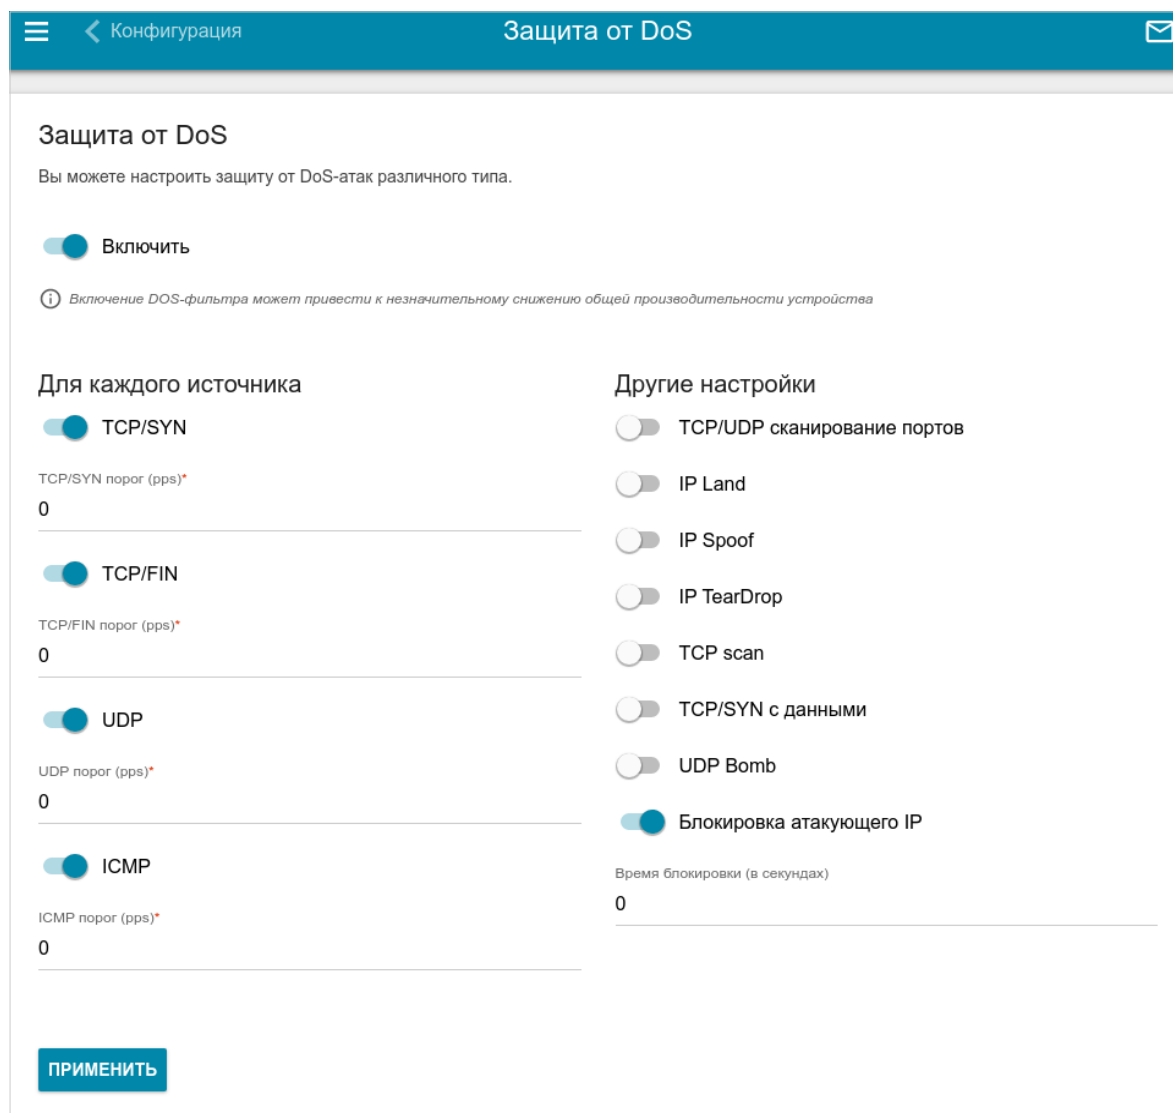 Конфигурация
Защита от DoS
Защита от DoS
Вы можете настроить защиту от DoS-атак различного типа.
Включить
Включение DOS-фильтра может привести к незначительному снижению общей производительности устройства
Для каждого источника
TCP/SYN
TCP/SYN порог (pps)*
0
TCP/FIN
TCP/FIN порог (pps)*
0
UDP
UDP порог (pps)*
0
ICMP
ICMP порог (pps)*
0
Другие настройки
TCP/UDP сканирование портов
IP Land
IP Spoof
IP TearDrop
TCP scan
TCP/SYN с данными
UDP Bomb
Блокировка атакующего IP
Время блокировки (в секундах)
0
ПРИМЕНИТЬ